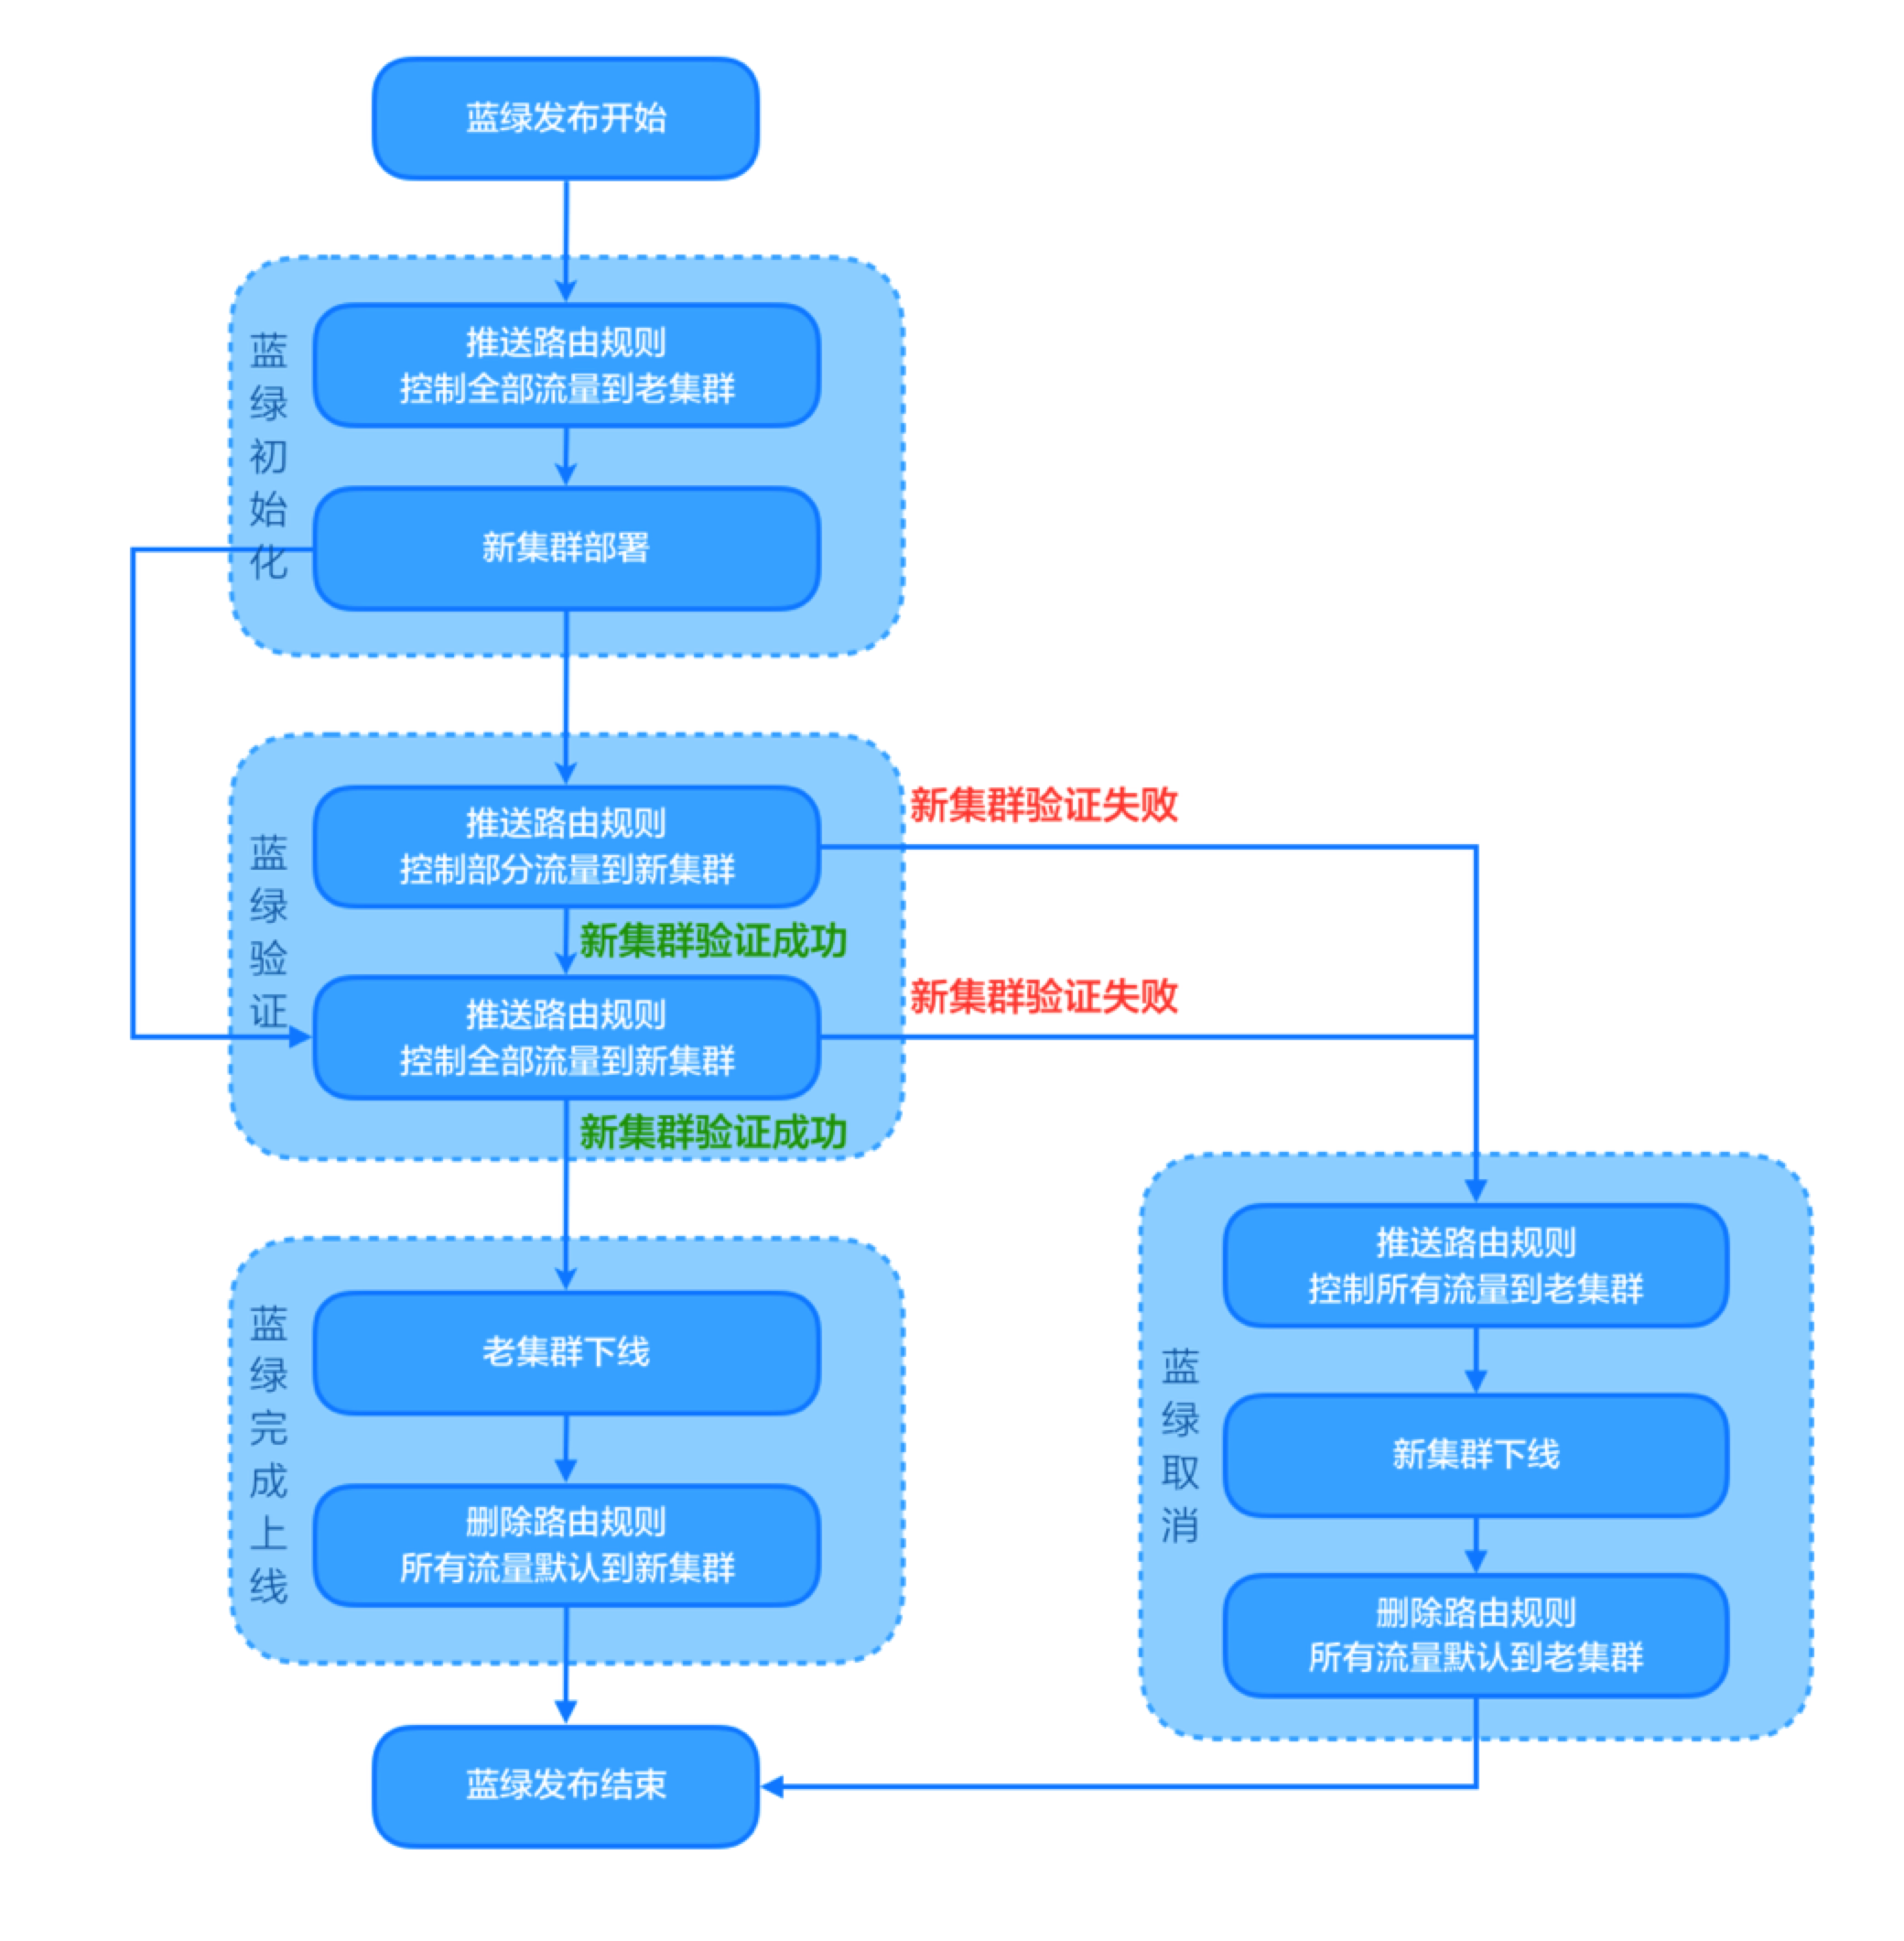 蓝绿发布开始
蓝绿初始化
推送路由规则
控制全部流量到老集群
新集群部署
蓝绿验证
推送路由规则
控制部分流量到新集群
新集群验证失败
新集群验证成功
推送路由规则
控制全部流量到新集群
新集群验证失败
新集群验证成功
蓝绿完成上线
老集群下线
删除路由规则
所有流量默认到新集群
蓝绿取消
推送路由规则
控制所有流量到老集群
新集群下线
删除路由规则
所有流量默认到老集群
蓝绿发布结束